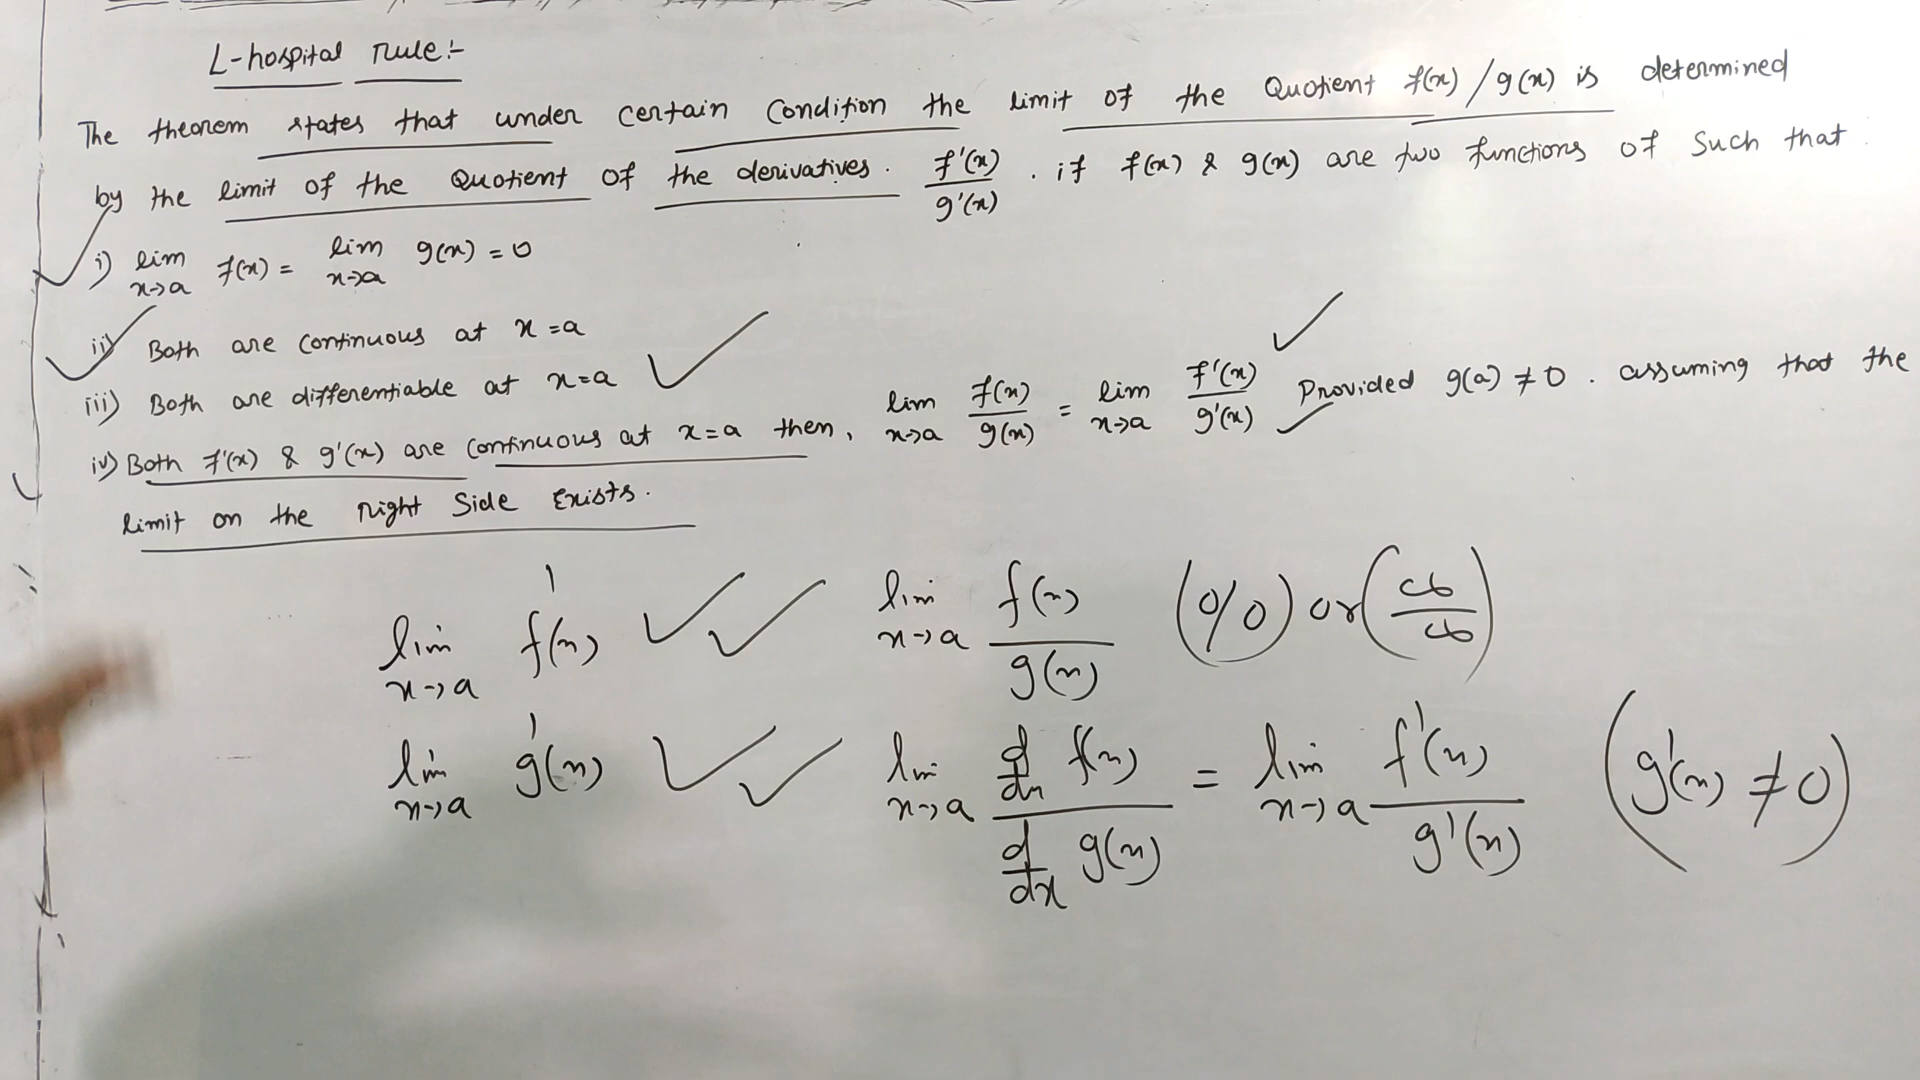 L-hospital rule:-
The theorem states that under certain condition the limit of the Quotient f(x)/g(x) is determined
by the limit of the Quotient of the derivatives. f'(x)/g'(x) . if f(x) & g(x) are two functions of such that
i) lim x→a f(x) = lim x→a g(x) = 0
ii) Both are continuous at x=a
iii) Both are differentiable at x=a
iv) Both f'(x) & g'(x) are continuous at x=a then, lim x→a f(x)/g(x) = lim x→a f'(x)/g'(x) Provided g(a) ≠ 0 . assuming that the
limit on the right side Exists.
lim x→a f'(x)
lim x→a f(x)/g(x) (0/0) or (∞/∞)
lim x→a g'(x)
lim x→a d/dx f(x) / d/dx g(x) = lim x→a f'(x)/g'(x) (g'(x) ≠ 0)